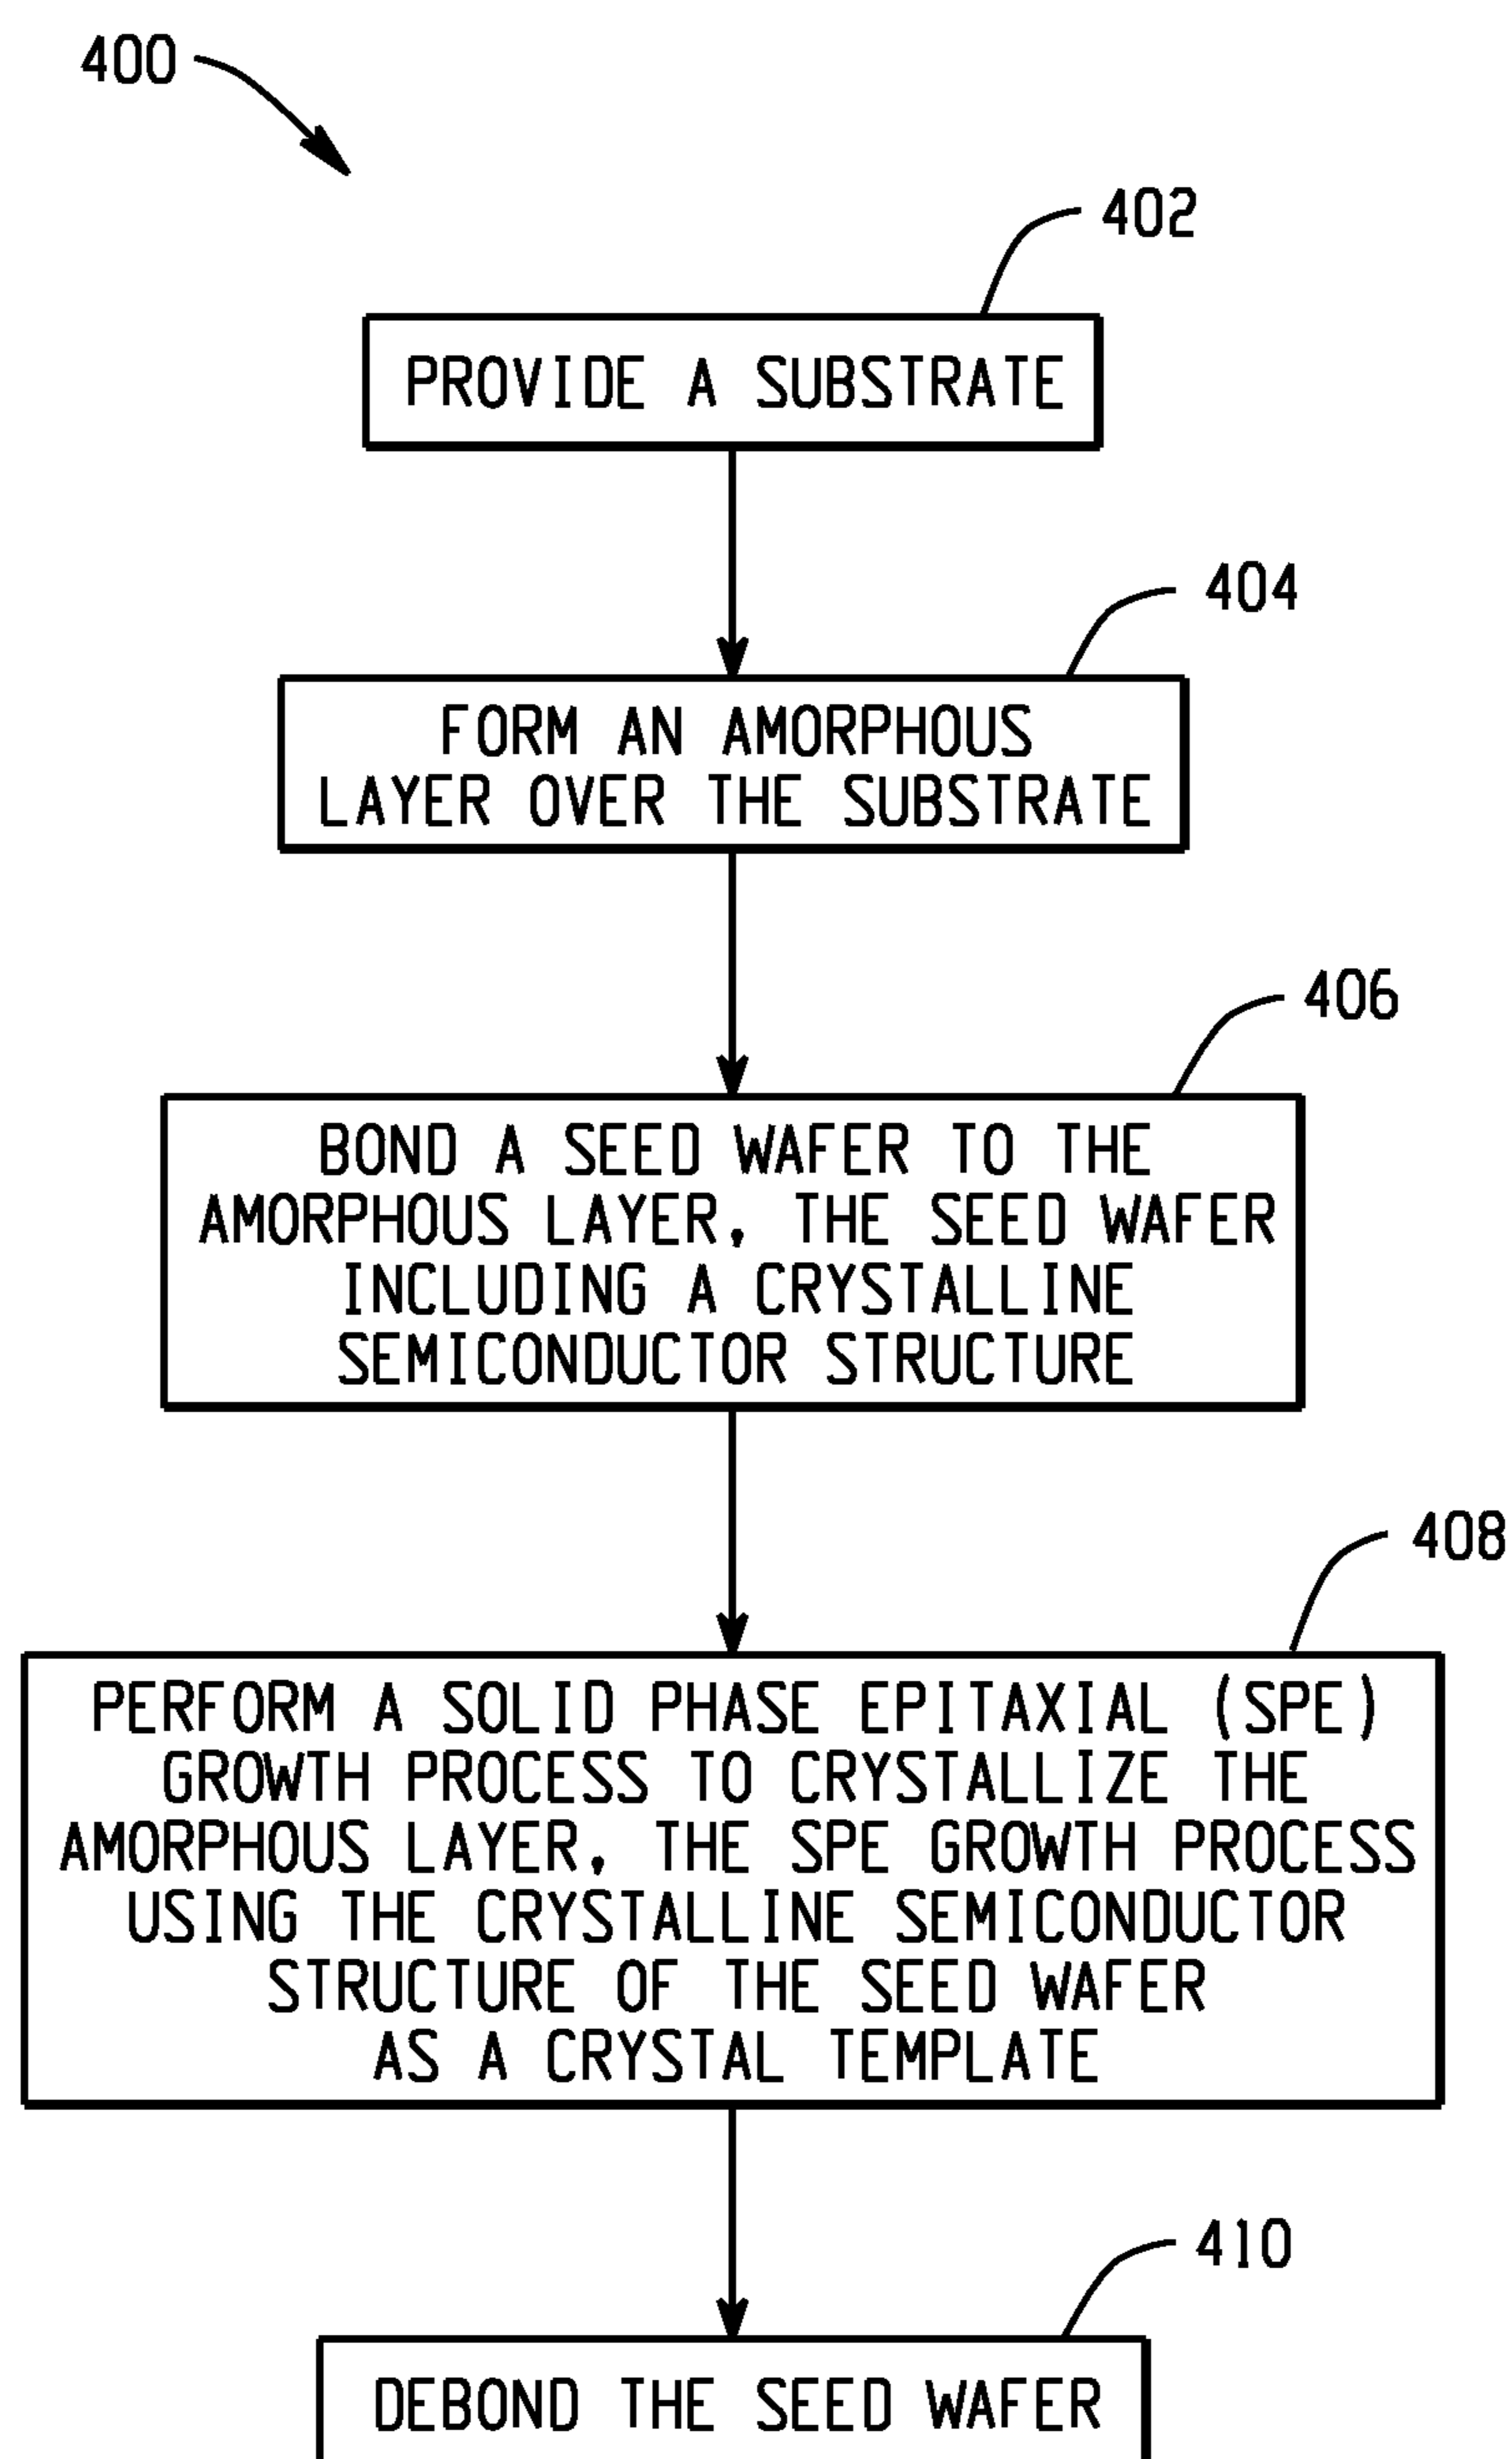 400
402
PROVIDE A SUBSTRATE
404
FORM AN AMORPHOUS
LAYER OVER THE SUBSTRATE
406
BOND A SEED WAFER TO THE
AMORPHOUS LAYER, THE SEED WAFER
INCLUDING A CRYSTALLINE
SEMICONDUCTOR STRUCTURE
408
PERFORM A SOLID PHASE EPITAXIAL (SPE)
GROWTH PROCESS TO CRYSTALLIZE THE
AMORPHOUS LAYER, THE SPE GROWTH PROCESS
USING THE CRYSTALLINE SEMICONDUCTOR
STRUCTURE OF THE SEED WAFER
AS A CRYSTAL TEMPLATE
410
DEBOND THE SEED WAFER